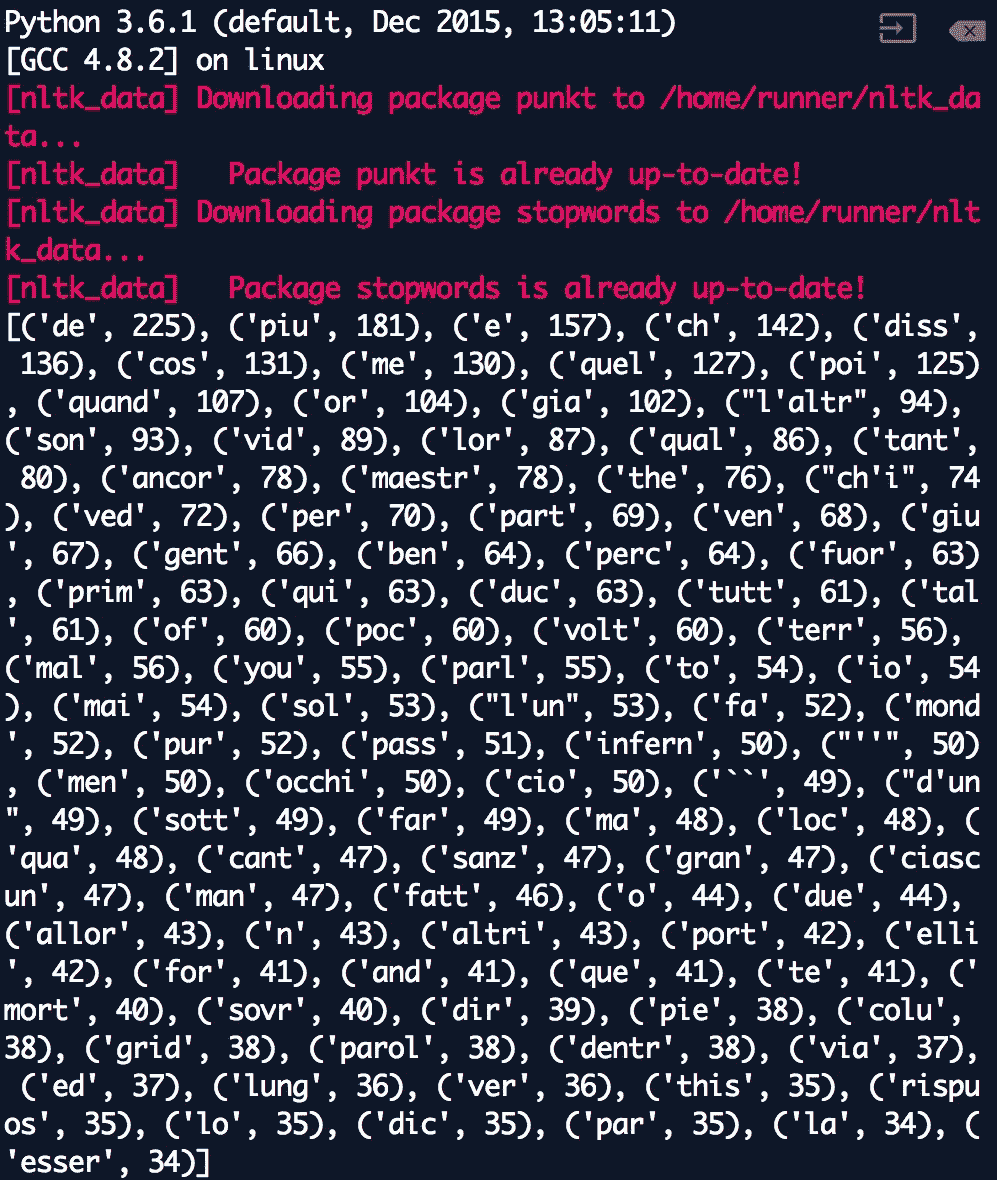 Python 3.6.1 (default, Dec 2015, 13:05:11)
[GCC 4.8.2] on linux
[nltk_data] Downloading package punkt to /home/runner/nltk_da
ta...
[nltk_data]   Package punkt is already up-to-date!
[nltk_data] Downloading package stopwords to /home/runner/nlt
k_data...
[nltk_data]   Package stopwords is already up-to-date!
[('de', 225), ('piu', 181), ('e', 157), ('ch', 142), ('diss',
 136), ('cos', 131), ('me', 130), ('quel', 127), ('poi', 125)
, ('quand', 107), ('or', 104), ('gia', 102), ("l'altr", 94),
('son', 93), ('vid', 89), ('lor', 87), ('qual', 86), ('tant',
 80), ('ancor', 78), ('maestr', 78), ('the', 76), ("ch'i", 74
), ('ved', 72), ('per', 70), ('part', 69), ('ven', 68), ('giu
', 67), ('gent', 66), ('ben', 64), ('perc', 64), ('fuor', 63)
, ('prim', 63), ('qui', 63), ('duc', 63), ('tutt', 61), ('tal
', 61), ('of', 60), ('poc', 60), ('volt', 60), ('terr', 56),
('mal', 56), ('you', 55), ('parl', 55), ('to', 54), ('io', 54
), ('mai', 54), ('sol', 53), ("l'un", 53), ('fa', 52), ('mond
', 52), ('pur', 52), ('pass', 51), ('infern', 50), ("''", 50)
, ('men', 50), ('occhi', 50), ('cio', 50), ('``', 49), ("d'un
", 49), ('sott', 49), ('far', 49), ('ma', 48), ('loc', 48), (
'qua', 48), ('cant', 47), ('sanz', 47), ('gran', 47), ('ciasc
un', 47), ('man', 47), ('fatt', 46), ('o', 44), ('due', 44),
('allor', 43), ('n', 43), ('altri', 43), ('port', 42), ('elli
', 42), ('for', 41), ('and', 41), ('que', 41), ('te', 41), ('
mort', 40), ('sovr', 40), ('dir', 39), ('pie', 38), ('colu',
38), ('grid', 38), ('parol', 38), ('dentr', 38), ('via', 37),
 ('ed', 37), ('lung', 36), ('ver', 36), ('this', 35), ('rispu
os', 35), ('lo', 35), ('dic', 35), ('par', 35), ('la', 34), (
'esser', 34)]